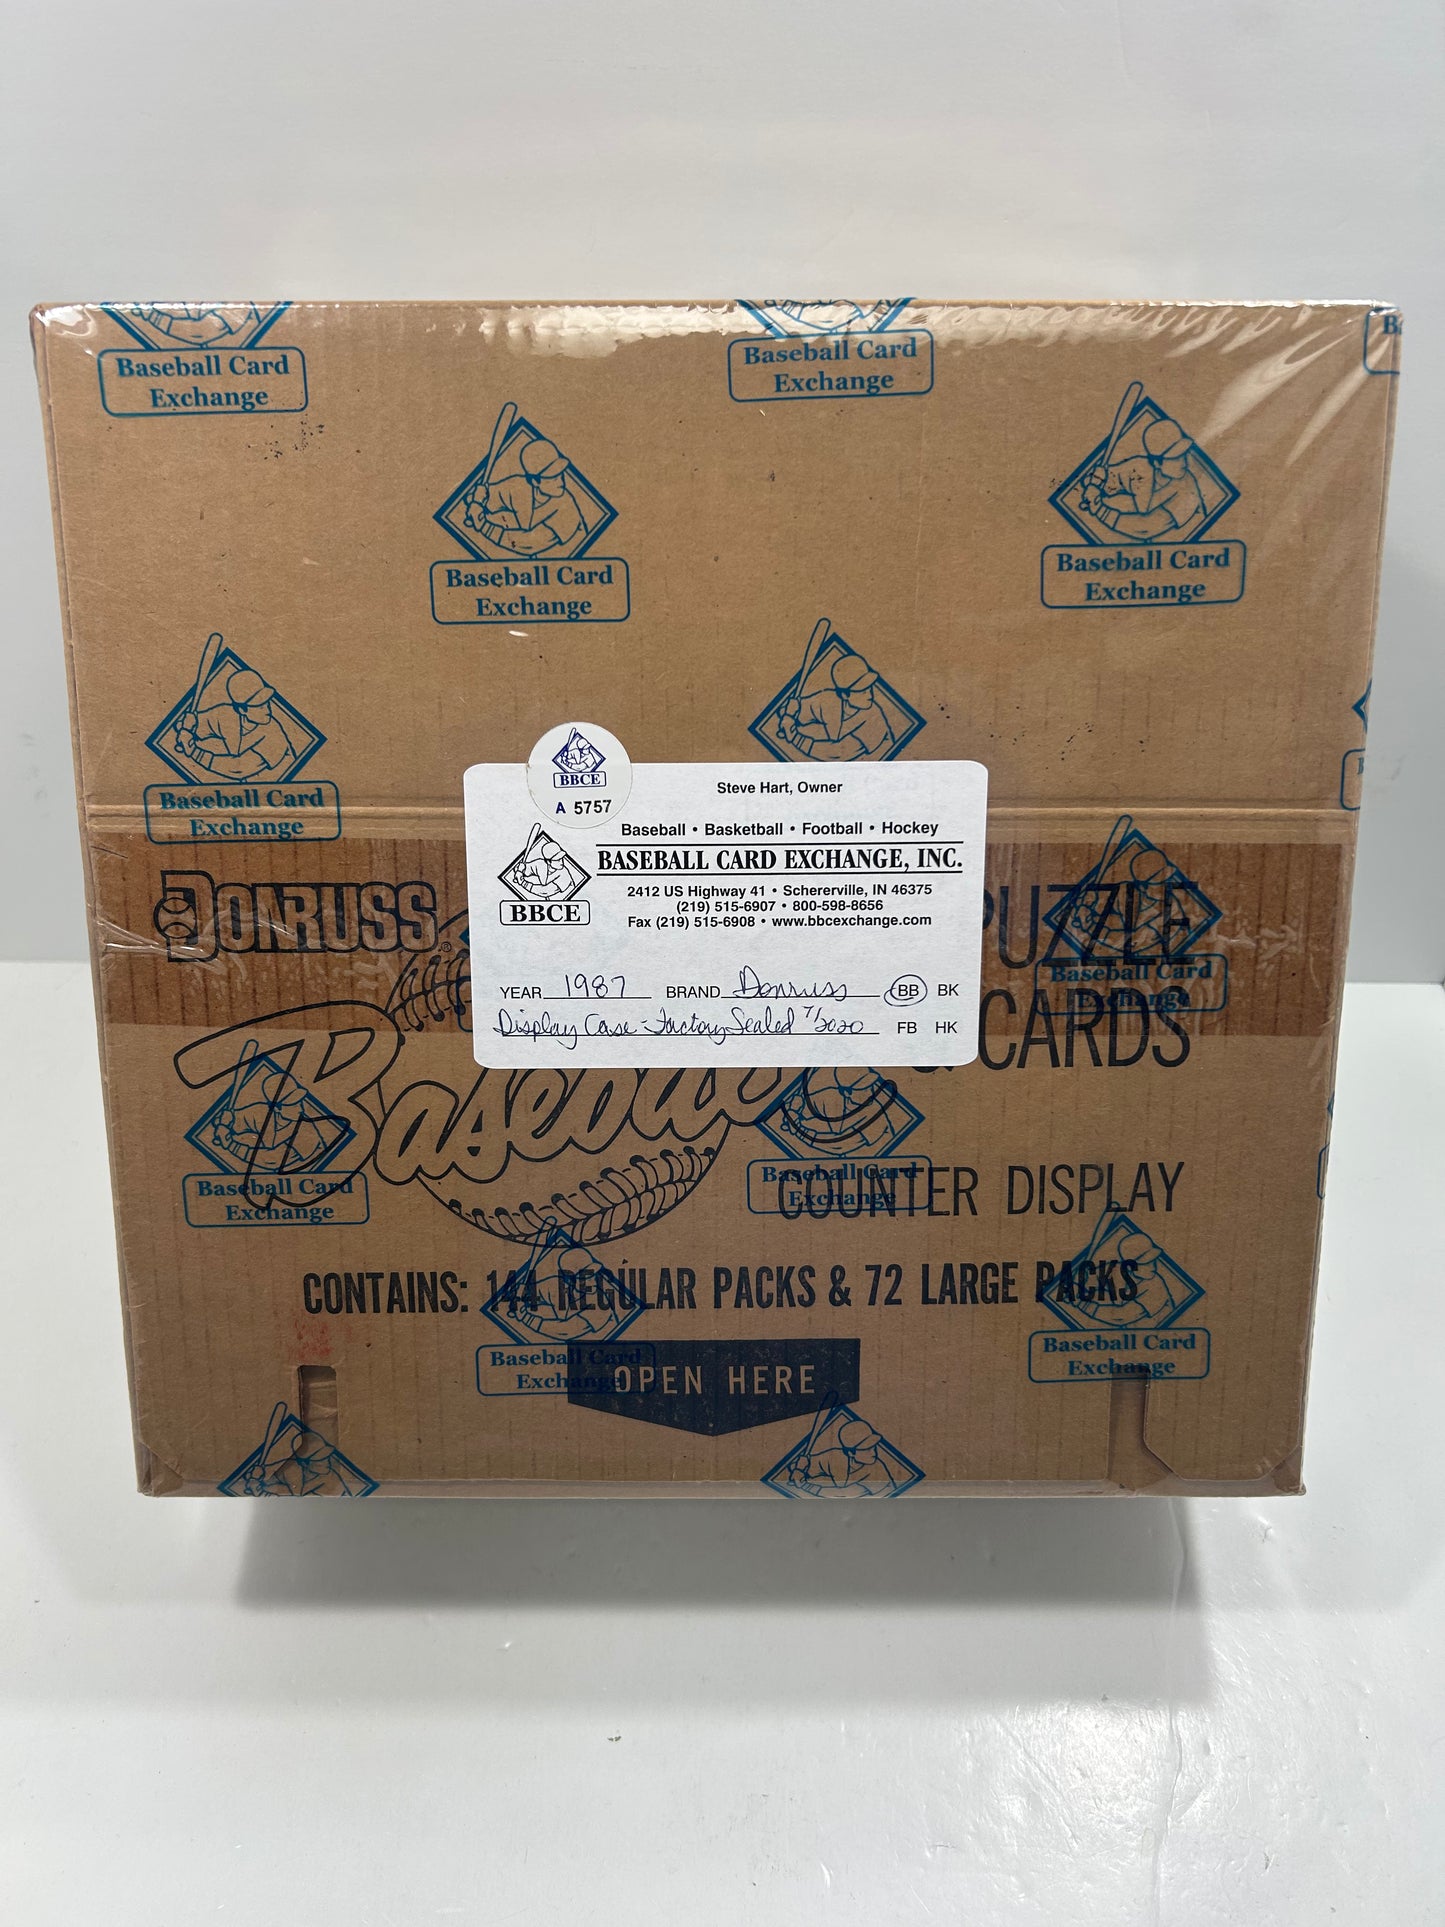 Baseball Card
Exchange
Baseball Card
Exchange
B
Baseball Card
Exchange
Baseball Card
Exchange
Baseball Card
Exchange
BBCE
A 5757
Steve Hart, Owner
Baseball • Basketball • Football • Hockey
BASEBALL CARD EXCHANGE, INC.
2412 US Highway 41 • Schererville, IN 46375
(219) 515-6907 • 800-598-8656
Fax (219) 515-6908 • www.bbcexchange.com
BBCE
YEAR 1987 BRAND Donruss BB BK
Display Case - Factory Sealed 7/2020 FB HK
DONRUSS®
PUZZLE
& CARDS
Baseball Card
Exchange
Baseball
Baseball Card
Exchange
Baseball Card
Exchange
COUNTER DISPLAY
CONTAINS: 144 REGULAR PACKS & 72 LARGE PACKS
Baseball Card
Exchange
Baseball Card
Exchange
OPEN HERE